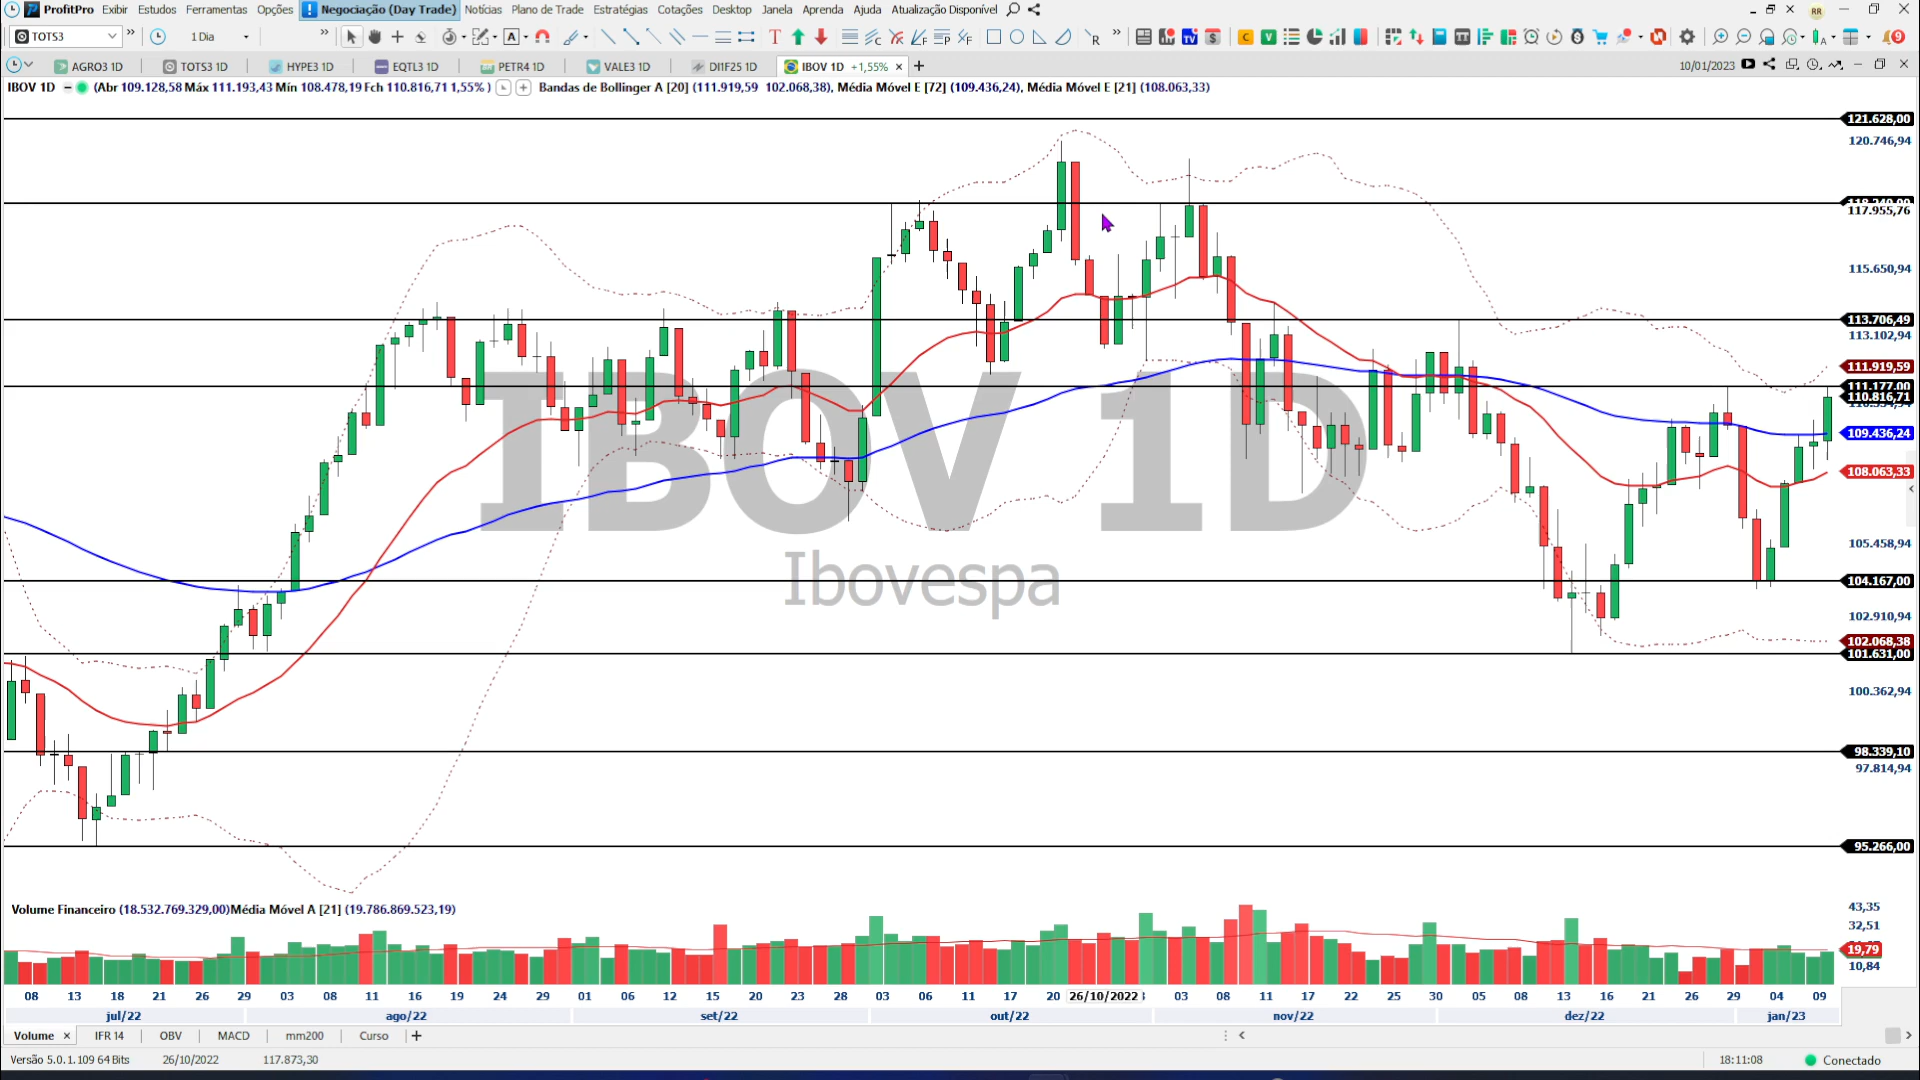 ProfitPro Exibir Estudos Ferramentas Opções Negociação (Day Trade) Notícias Plano de Trade Estratégias Cotações Desktop Janela Aprenda Ajuda Atualização Disponível RR
TOTS3 1 Dia
AGRO3 1D TOTS3 1D HYPE3 1D EQTL3 1D PETR4 1D VALE3 1D DI1F25 1D IBOV 1D +1,55% 10/01/2023
IBOV 1D (Abr 109.128,58 Máx 111.193,43 Mín 108.478,19 Fch 110.816,71 1,55% ) Bandas de Bollinger A [20] (111.919,59 102.068,38), Média Móvel E [72] (109.436,24), Média Móvel E [21] (108.063,33)
121.628,00
120.746,94
117.955,76
115.650,94
113.706,49
113.102,94
111.919,59
111.177,00
110.816,71
109.436,24
108.063,33
105.458,94
104.167,00
102.910,94
102.068,38
101.631,00
100.362,94
98.339,10
97.814,94
95.266,00
IBOV 1D
Ibovespa
Volume Financeiro (18.532.769.329,00) Média Móvel A [21] (19.786.869.523,19)
43,35
32,51
19,79
10,84
08 13 18 21 26 29 03 08 11 16 19 24 29 01 06 12 15 20 23 28 03 06 11 17 20 26/10/2022 03 08 11 17 22 25 30 05 08 13 16 21 26 29 04 09
jul/22 ago/22 set/22 out/22 nov/22 dez/22 jan/23
Volume IFR 14 OBV MACD mm200 Curso
Versão 5.0.1.109 64 Bits 26/10/2022 117.873,30 18:11:08 Conectado